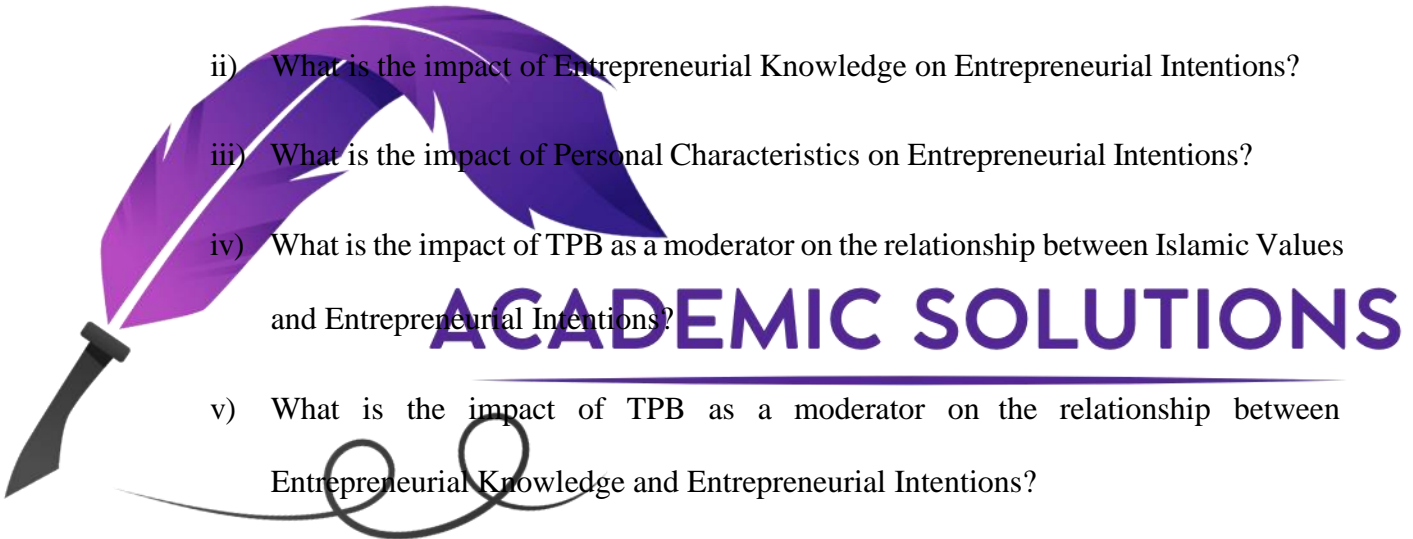 ii) What is the impact of Entrepreneurial Knowledge on Entrepreneurial Intentions?
iii) What is the impact of Personal Characteristics on Entrepreneurial Intentions?
iv) What is the impact of TPB as a moderator on the relationship between Islamic Values
and Entrepreneurial Intentions?
ACADEMIC SOLUTIONS
v) What is the impact of TPB as a moderator on the relationship between
Entrepreneurial Knowledge and Entrepreneurial Intentions?